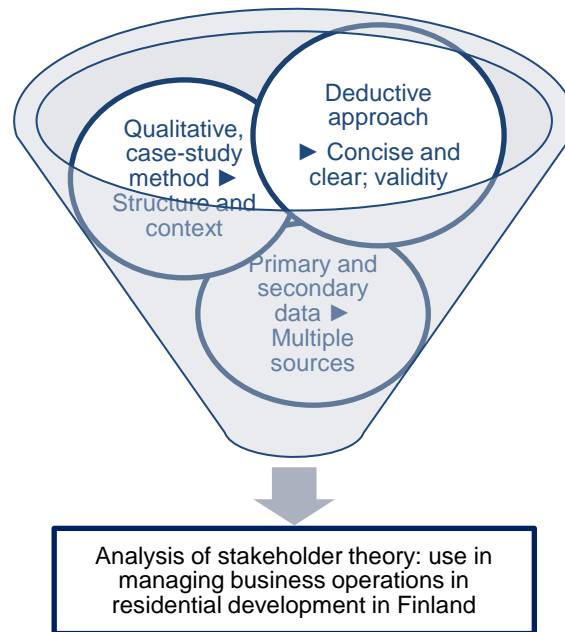 Qualitative,
case-study
method ►
Structure and
context
Deductive
approach
► Concise and
clear; validity
Primary and
secondary
data ►
Multiple
sources
Analysis of stakeholder theory: use in
managing business operations in
residential development in Finland